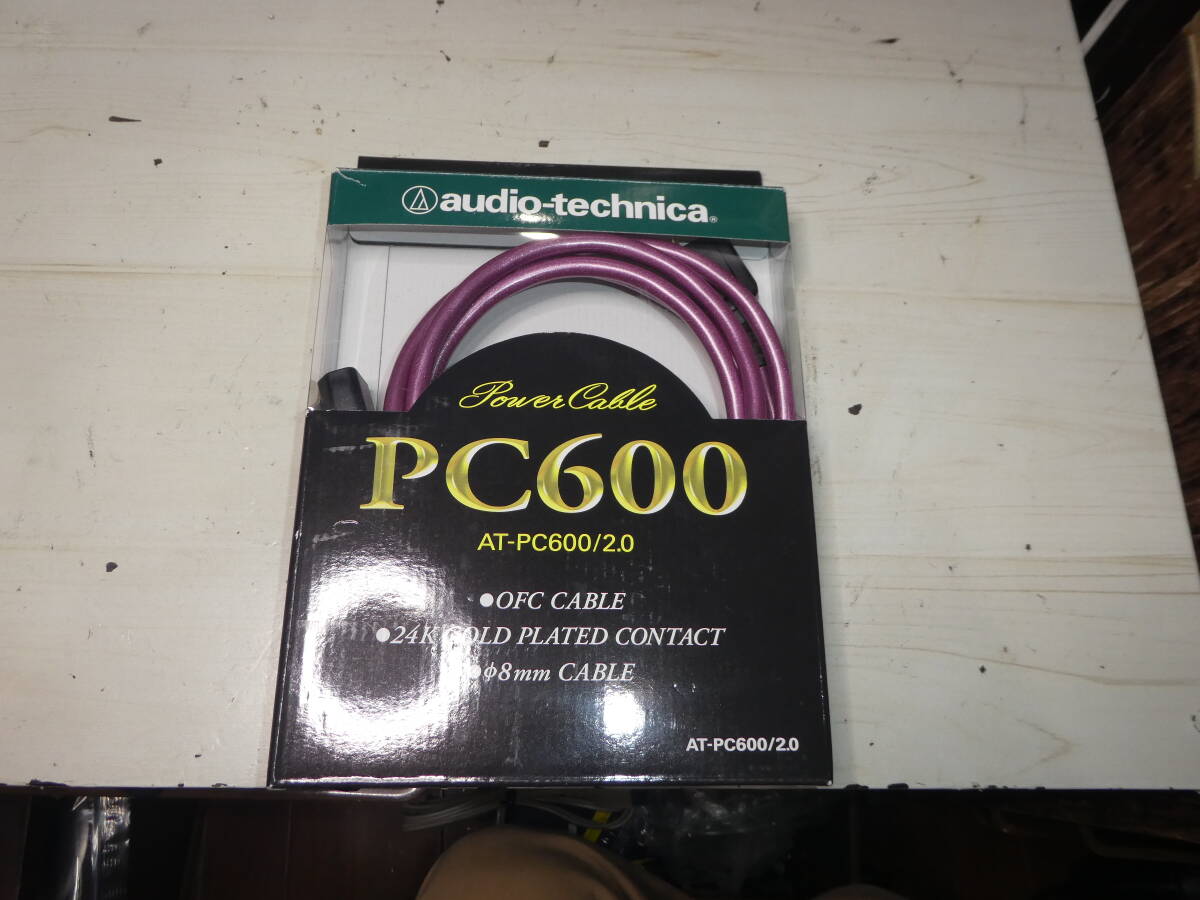 audio-technica®
Power Cable
PC600
AT-PC600/2.0
●OFC CABLE
●24K GOLD PLATED CONTACT
●φ8mm CABLE
AT-PC600/2.0